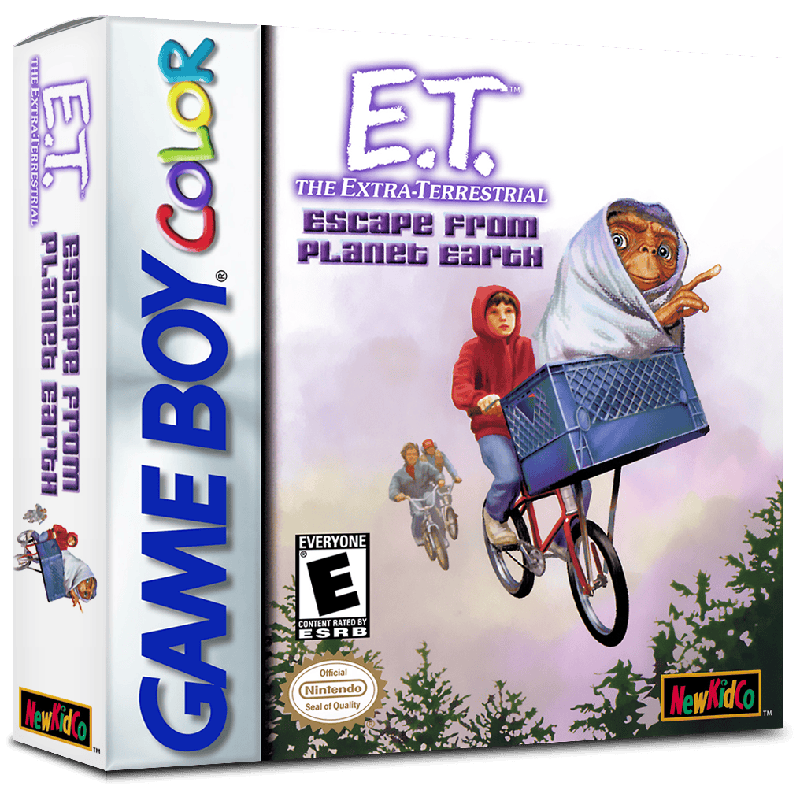 E.T.
THE EXTRA-TERRESTRIAL
ESCAPE FROM
PLANET EARTH
NewKidCo
TM
GAME BOY® COLOR
E.T.™
THE EXTRA-TERRESTRIAL
ESCAPE FROM
PLANET EARTH
EVERYONE
E
®
CONTENT RATED BY
ESRB
Official
Nintendo
Seal of Quality
NewKidCo
TM